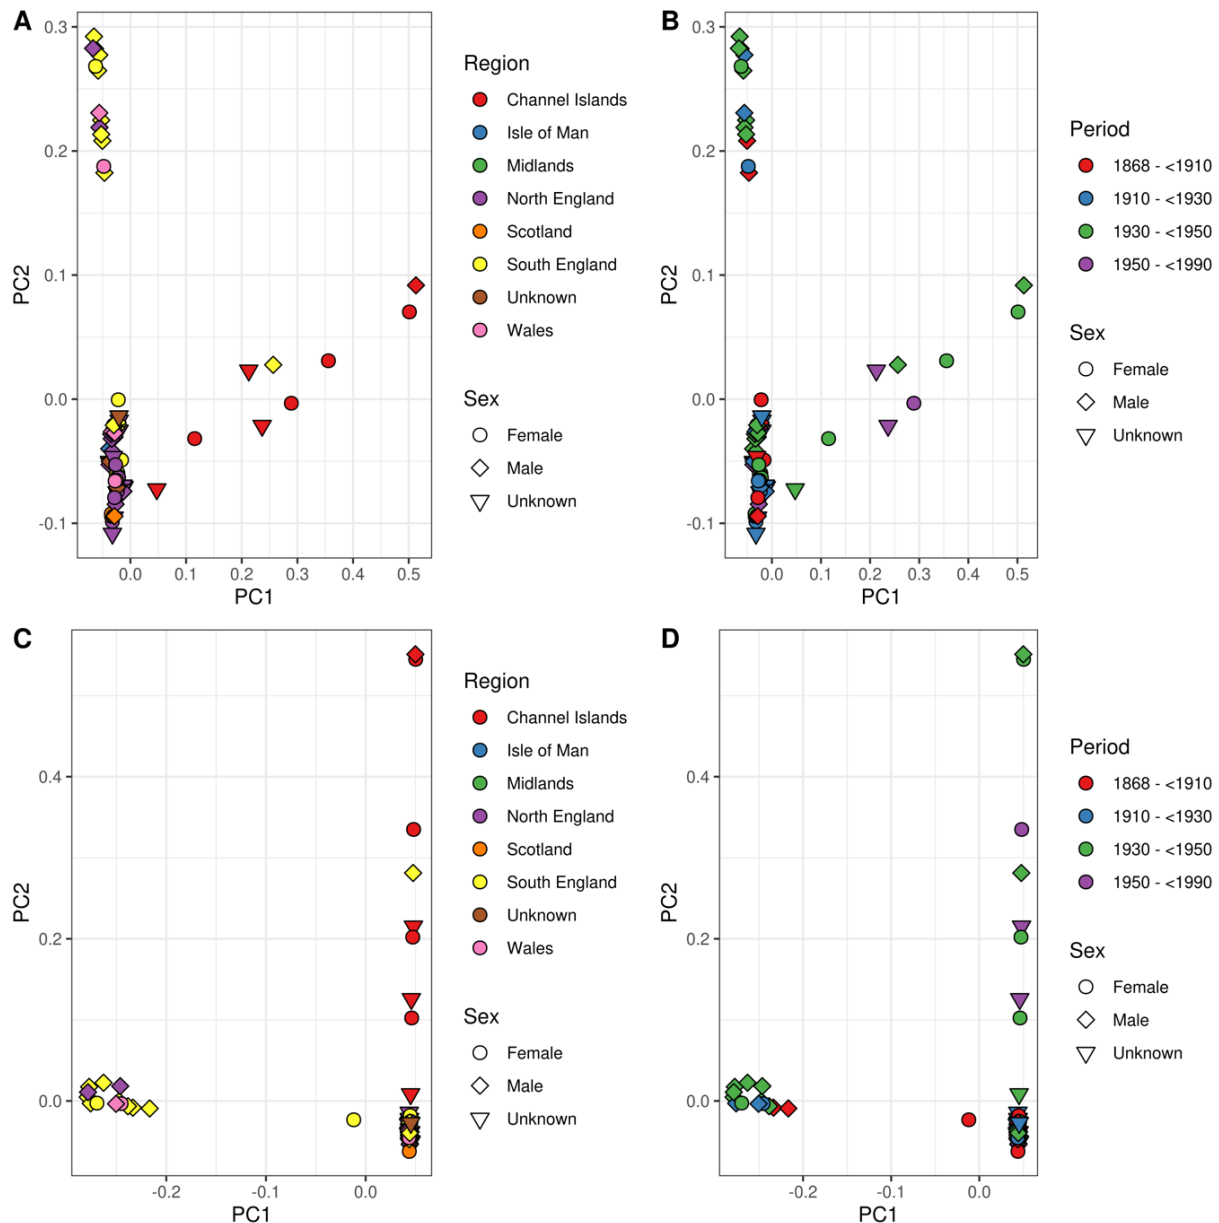 A
0.3
0.2
0.1
0.0
-0.1
PC2
0.0 0.1 0.2 0.3 0.4 0.5
PC1
Region
Channel Islands
Isle of Man
Midlands
North England
Scotland
South England
Unknown
Wales
Sex
Female
Male
Unknown
B
0.3
0.2
0.1
0.0
-0.1
PC2
0.0 0.1 0.2 0.3 0.4 0.5
PC1
Period
1868 - <1910
1910 - <1930
1930 - <1950
1950 - <1990
Sex
Female
Male
Unknown
C
0.4
0.2
0.0
PC2
-0.2 -0.1 0.0
PC1
Region
Channel Islands
Isle of Man
Midlands
North England
Scotland
South England
Unknown
Wales
Sex
Female
Male
Unknown
D
0.4
0.2
0.0
PC2
-0.2 -0.1 0.0
PC1
Period
1868 - <1910
1910 - <1930
1930 - <1950
1950 - <1990
Sex
Female
Male
Unknown